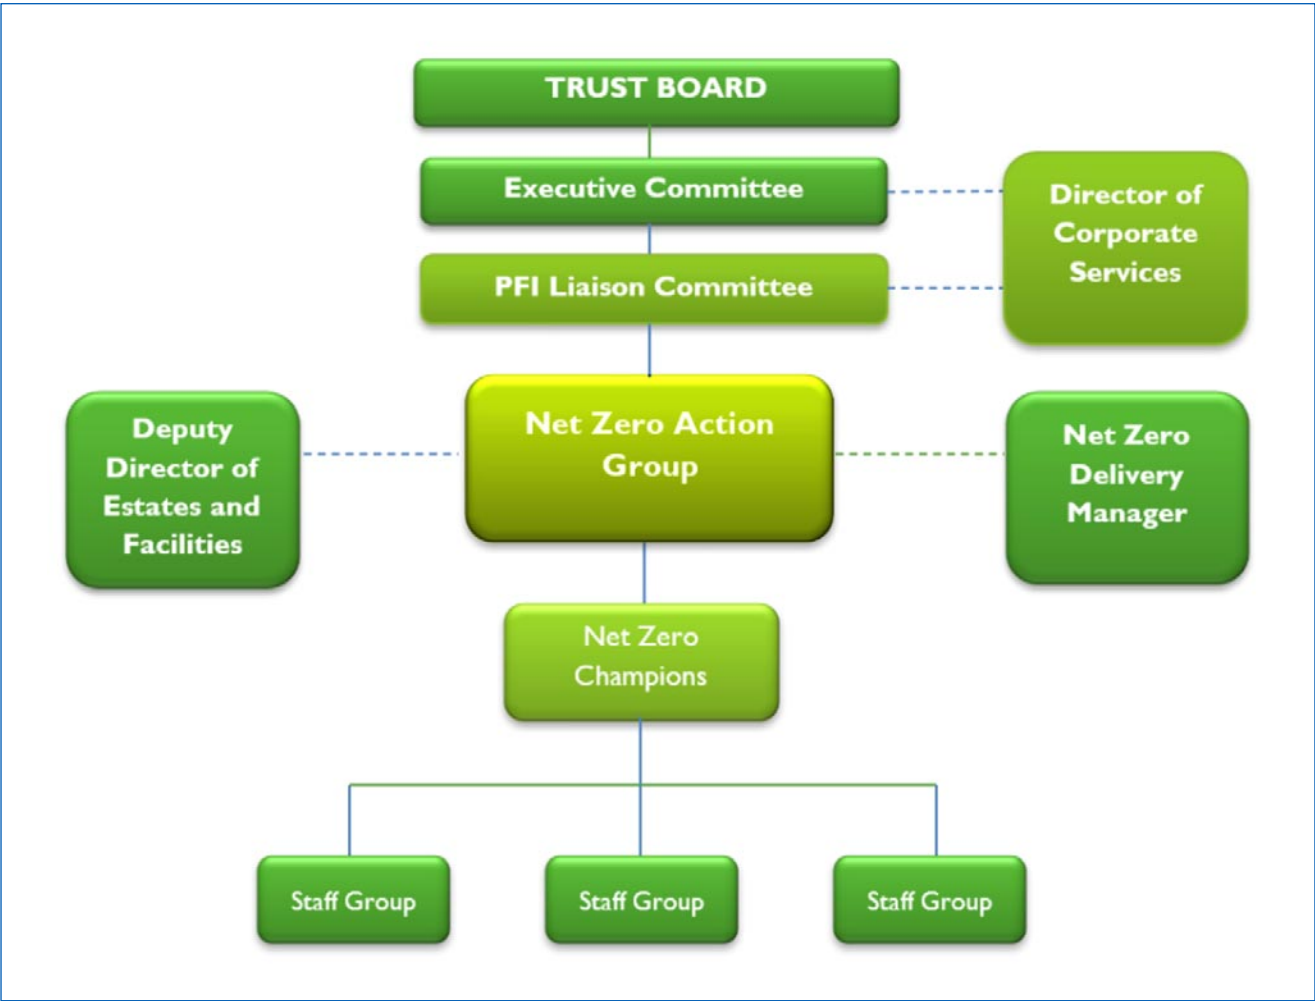 TRUST BOARD
Executive Committee
Director of
Corporate
Services
PFI Liaison Committee
Deputy
Director of
Estates and
Facilities
Net Zero Action
Group
Net Zero
Delivery
Manager
Net Zero
Champions
Staff Group
Staff Group
Staff Group